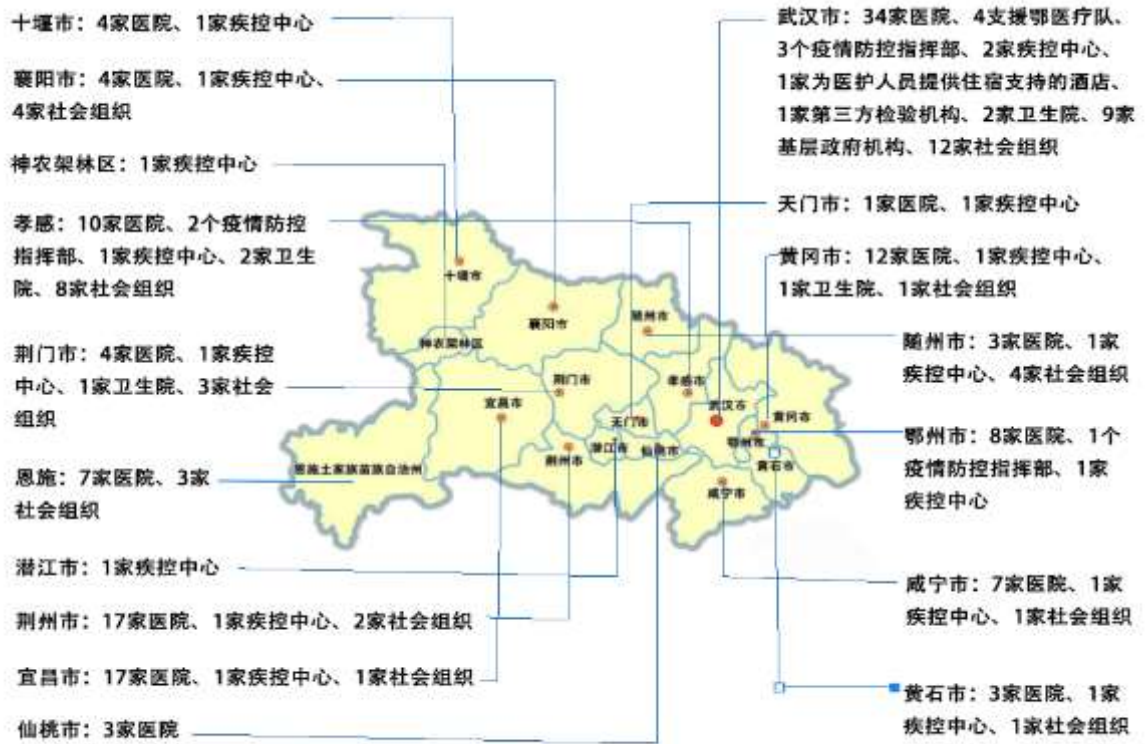 十堰市：4家医院、1家疾控中心
襄阳市：4家医院、1家疾控中心、
4家社会组织
神农架林区：1家疾控中心
孝感：10家医院、2个疫情防控
指挥部、1家疾控中心、2家卫生
院、8家社会组织
荆门市：4家医院、1家疾控
中心、1家卫生院、3家社会
组织
恩施：7家医院、3家
社会组织
潜江市：1家疾控中心
荆州市：17家医院、1家疾控中心、2家社会组织
宜昌市：17家医院、1家疾控中心、1家社会组织
仙桃市：3家医院
武汉市：34家医院、4支援鄂医疗队、
3个疫情防控指挥部、2家疾控中心、
1家为医护人员提供住宿支持的酒店、
1家第三方检验机构、2家卫生院、9家
基层政府机构、12家社会组织
天门市：1家医院、1家疾控中心
黄冈市：12家医院、1家疾控中心、
1家卫生院、1家社会组织
随州市：3家医院、1家
疾控中心、4家社会组织
鄂州市：8家医院、1个
疫情防控指挥部、1家
疾控中心
咸宁市：7家医院、1家
疾控中心、1家社会组织
黄石市：3家医院、1家
疾控中心、1家社会组织
十堰市
襄阳市
随州市
神农架林区
荆门市
孝感市
宜昌市
武汉市
天门市
黄冈市
鄂州市
荆州市
潜江市
仙桃市
黄石市
恩施土家族苗族自治州
咸宁市